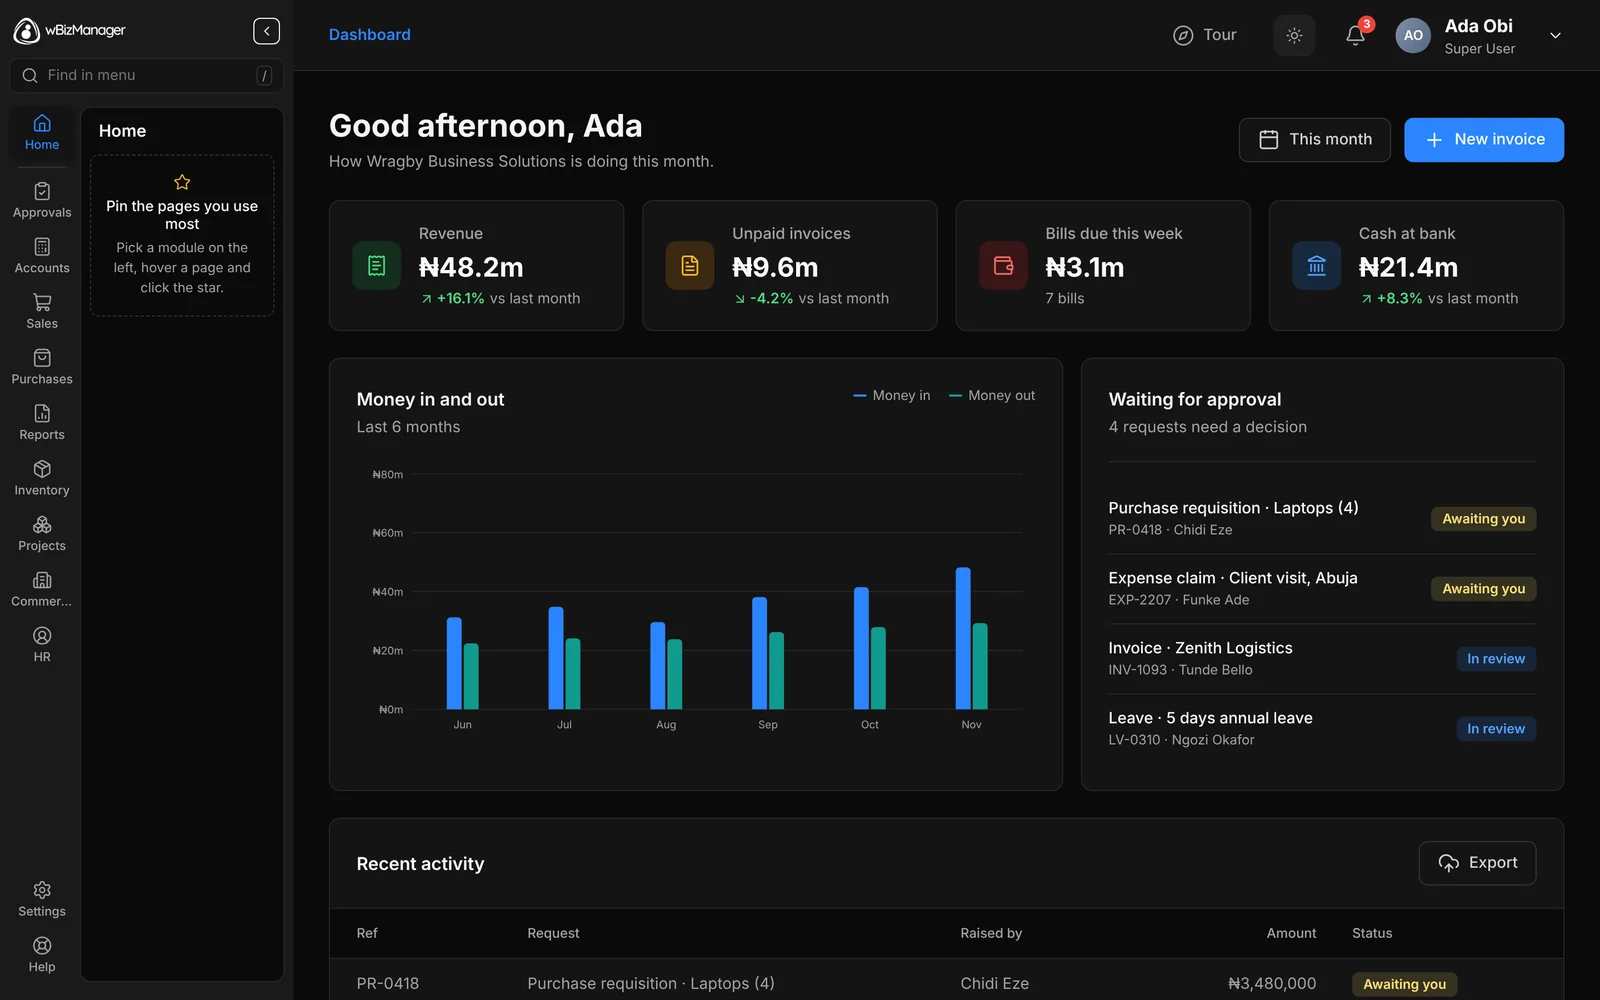 wBizManager
Find in menu
/
Home
Approvals
Accounts
Sales
Purchases
Reports
Inventory
Projects
Commer...
HR
Settings
Help
Home
Pin the pages you use
most
Pick a module on the
left, hover a page and
click the star.
Dashboard
Tour
3
AO
Ada Obi
Super User
Good afternoon, Ada
How Wragby Business Solutions is doing this month.
This month
New invoice
Revenue
₦48.2m
+16.1% vs last month
Unpaid invoices
₦9.6m
-4.2% vs last month
Bills due this week
₦3.1m
7 bills
Cash at bank
₦21.4m
+8.3% vs last month
Money in and out
Last 6 months
Money in
Money out
₦80m
₦60m
₦40m
₦20m
₦0m
Jun Jul Aug Sep Oct Nov
Waiting for approval
4 requests need a decision
Purchase requisition · Laptops (4)
PR-0418 · Chidi Eze
Awaiting you
Expense claim · Client visit, Abuja
EXP-2207 · Funke Ade
Awaiting you
Invoice · Zenith Logistics
INV-1093 · Tunde Bello
In review
Leave · 5 days annual leave
LV-0310 · Ngozi Okafor
In review
Recent activity
Export
Ref Request Raised by Amount Status
PR-0418 Purchase requisition · Laptops (4) Chidi Eze ₦3,480,000 Awaiting you